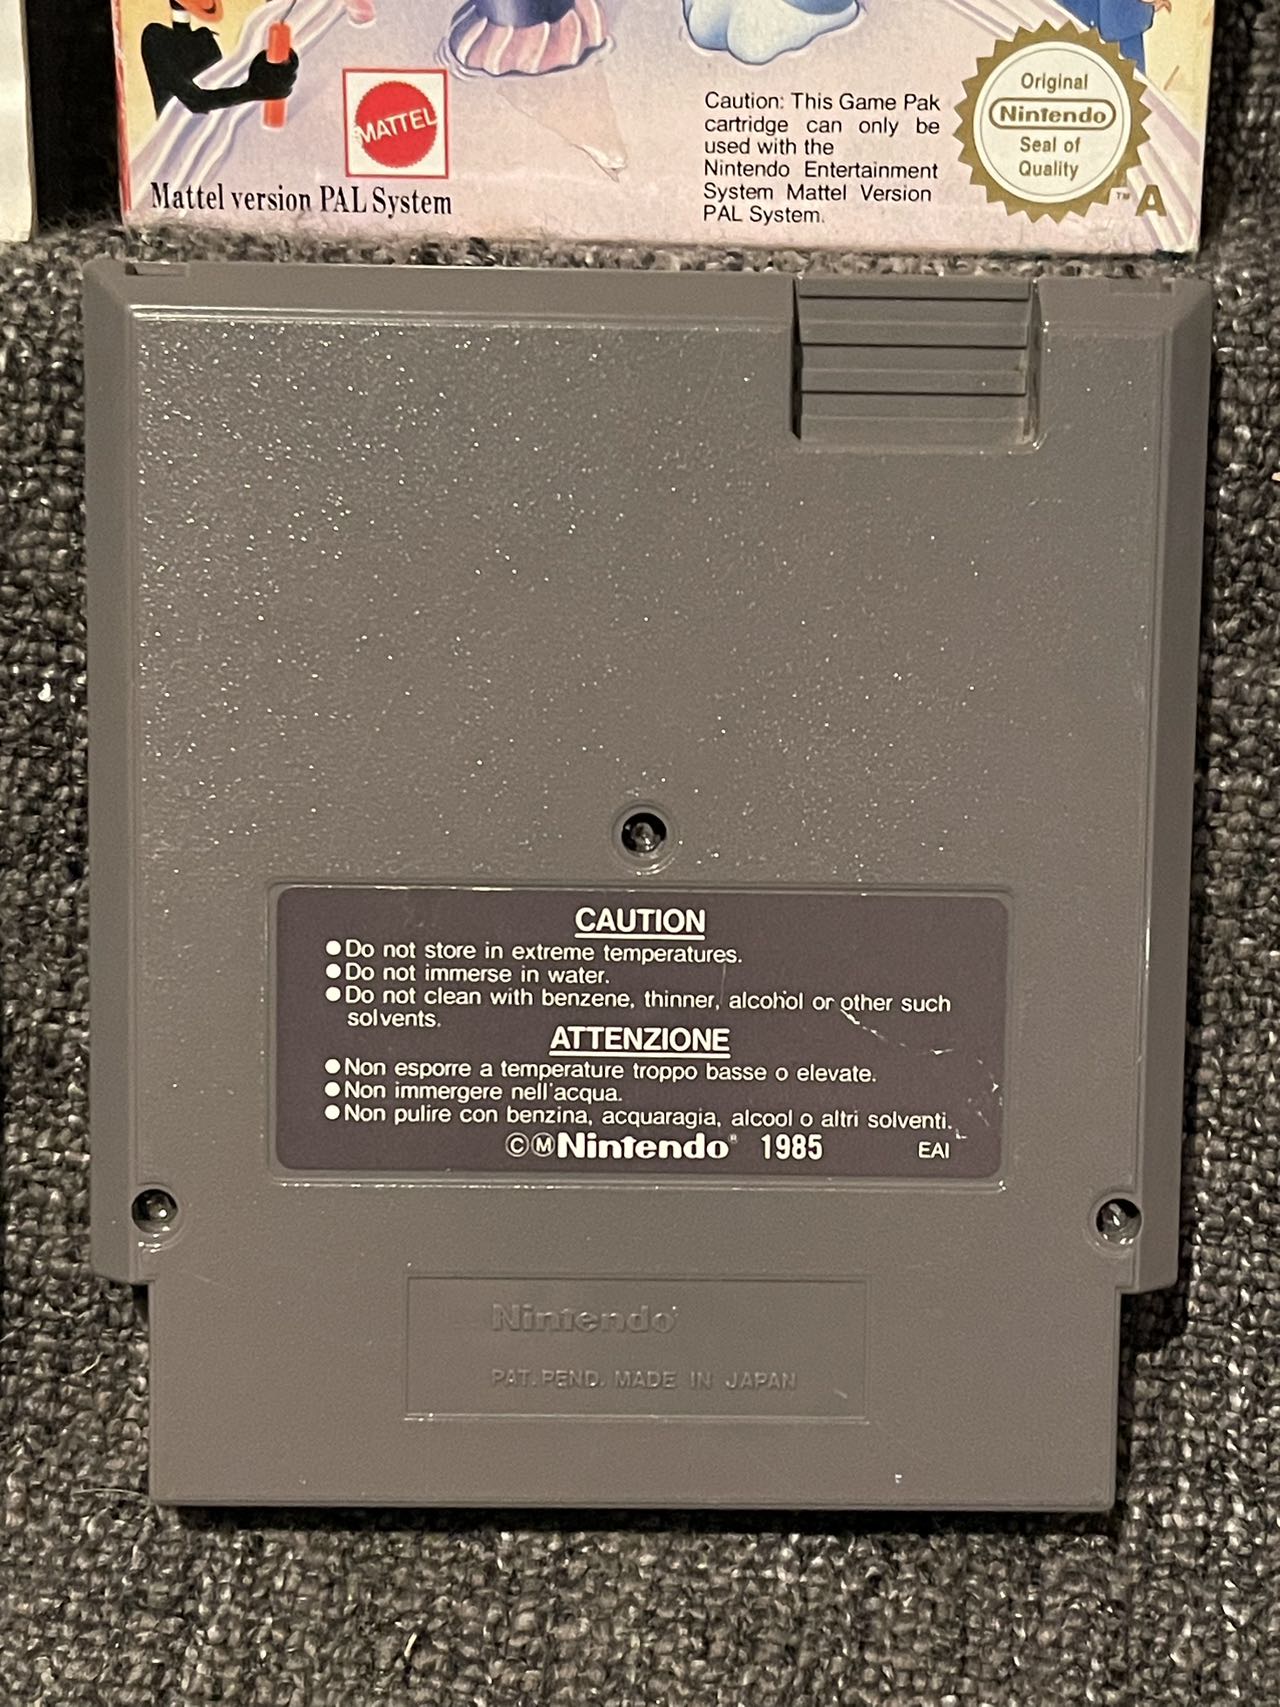 MATTEL
Mattel version PAL System
Caution: This Game Pak
cartridge can only be
used with the
Nintendo Entertainment
System Mattel Version
PAL System.
Original
Nintendo
Seal of
Quality
™ A
CAUTION
●Do not store in extreme temperatures.
●Do not immerse in water.
●Do not clean with benzene, thinner, alcohol or other such
solvents.
ATTENZIONE
●Non esporre a temperature troppo basse o elevate.
●Non immergere nell'acqua.
●Non pulire con benzina, acquaragia, alcool o altri solventi.
©ⓂNintendo® 1985 EAI
Nintendo
PAT. PEND. MADE IN JAPAN